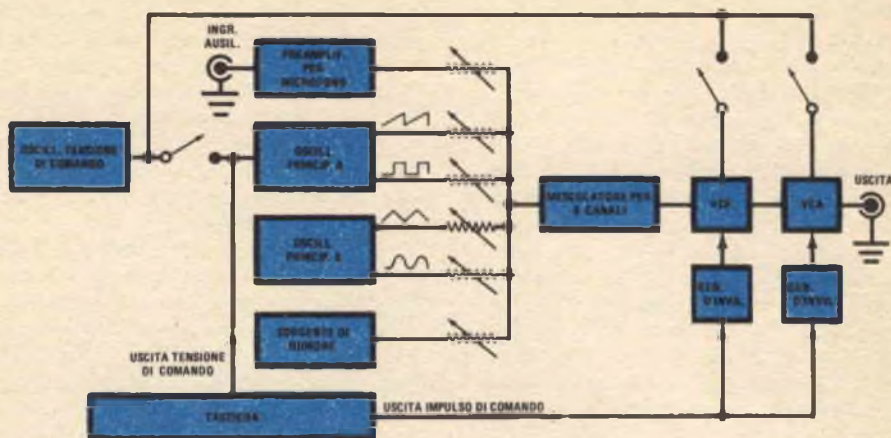 INGR.
AUSIL.
PREAMPLIF.
PER
MICROFONO
OSCILL. TENSIONE
DI COMANDO
OSCILL
PRINCIP. A
OSCILL
PRINCIP. B
SORGENTE DI
RUMORE
MESCOLATORE PER
CANALI
VCF
VCA
USCITA
GEN.
D'INVIL.
GEN.
D'INVIL.
USCITA TENSIONE
DI COMANDO
TASTIERA
USCITA IMPULSO DI COMANDO